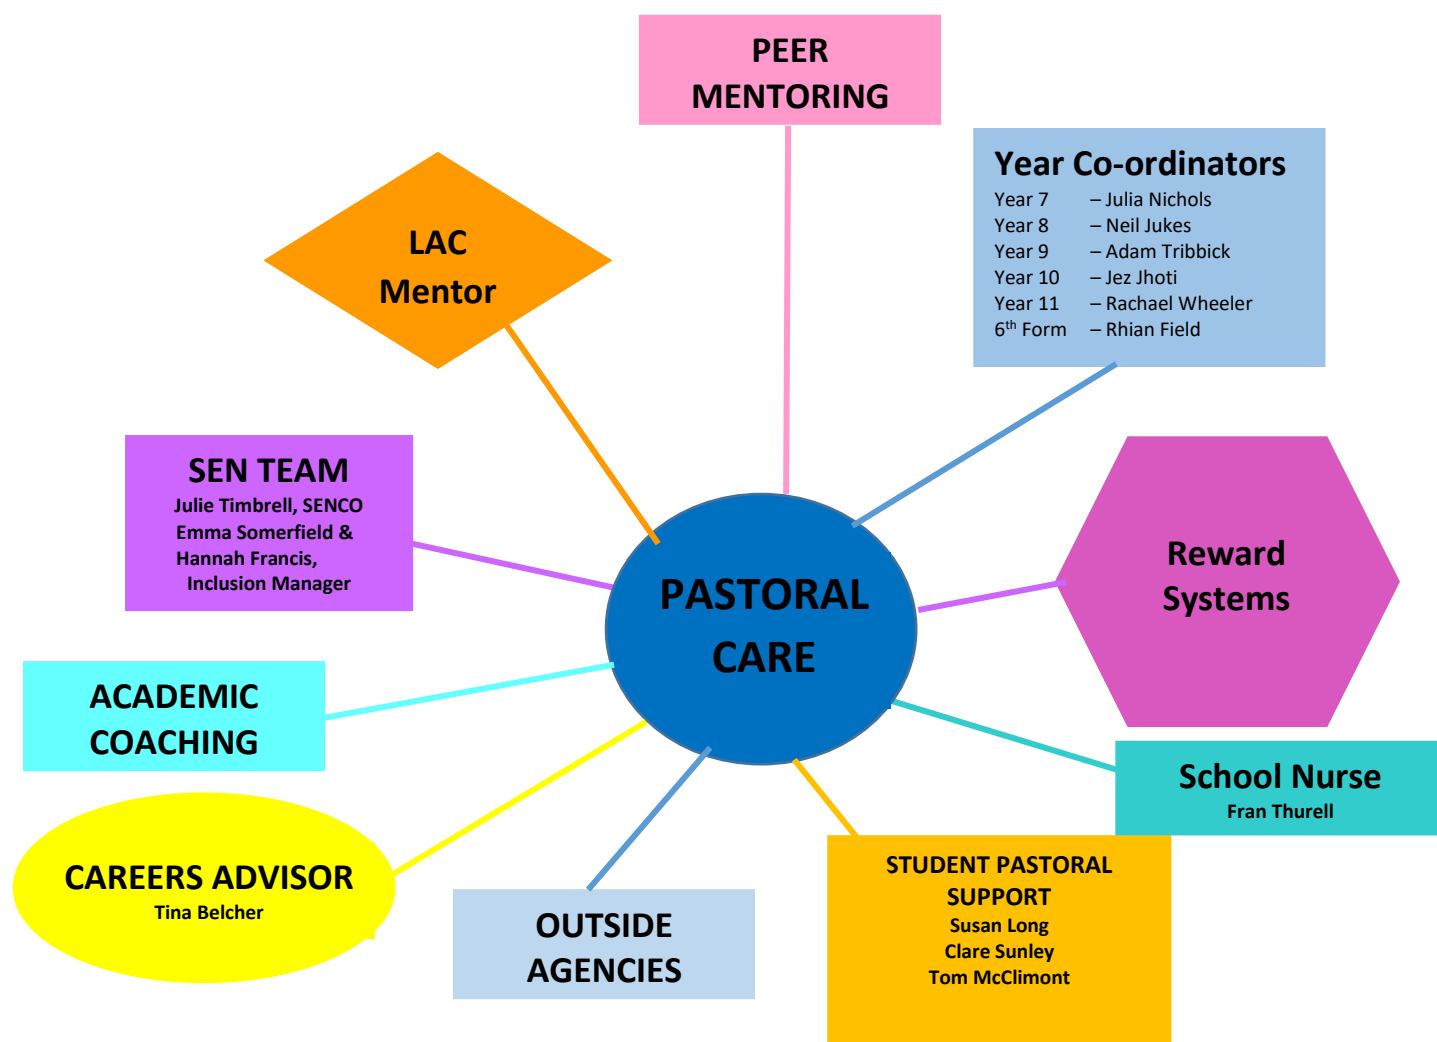 PEER
MENTORING
Year Co-ordinators
Year 7 – Julia Nichols
Year 8 – Neil Jukes
Year 9 – Adam Tribbick
Year 10 – Jez Jhoti
Year 11 – Rachael Wheeler
6th Form – Rhian Field
LAC
Mentor
SEN TEAM
Julie Timbrell, SENCO
Emma Somerfield &
Hannah Francis,
Inclusion Manager
Reward
Systems
PASTORAL
CARE
ACADEMIC
COACHING
School Nurse
Fran Thurell
CAREERS ADVISOR
Tina Belcher
OUTSIDE
AGENCIES
STUDENT PASTORAL
SUPPORT
Susan Long
Clare Sunley
Tom McClimont